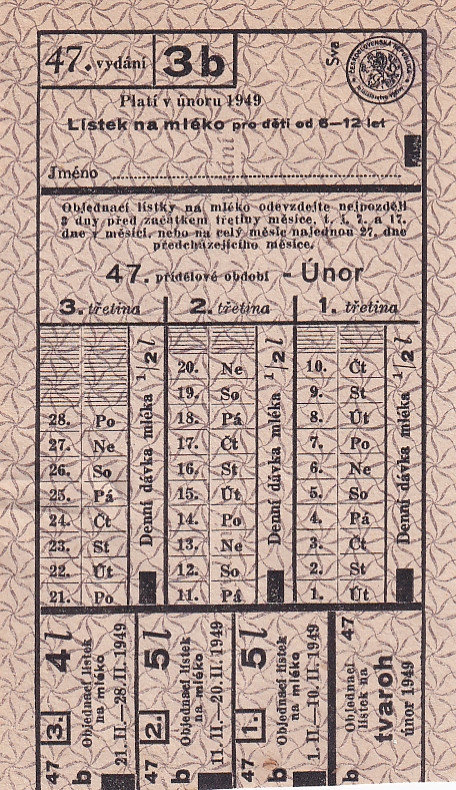 47. vydání 3b
Sva
ČESKOSLOVENSKÁ REPUBLIKA
Platí v únoru 1949
Lístek na mléko pro děti od 6—12 let
Jméno
Objednací lístky na mléko odevzdejte nejpozději
3 dny před začátkem třetiny měsíce, t. j. 7. a 17.
dne v měsíci, nebo na celý měsíc najednou 27. dne
předcházejícího měsíce.
47. přídělové období - Únor
3. třetina 2. třetina 1. třetina
20. Ne 10. Čt
19. So 9. St
28. Po 18. Pá 8. Út
27. Ne 17. Čt 7. Po
26. So 16. St 6. Ne
25. Pá 15. Út 5. So
24. Čt 14. Po 4. Pá
23. St 13. Ne 3. Čt
22. Út 12. So 2. St
21. Po 11. Pá 1. Út
Denní dávka mléka 1/2 l
Denní dávka mléka 1/2 l
Denní dávka mléka 1/2 l
47 3. 4 l
b Objednací lístek
na mléko
21. II.—28. II. 1949
47 2. 5 l
b Objednací lístek
na mléko
11. II.—20. II. 1949
47 1. 5 l
b Objednací lístek
na mléko
1. II.—10. II. 1949
b 47
Objednací
lístek na
tvaroh
únor 1949